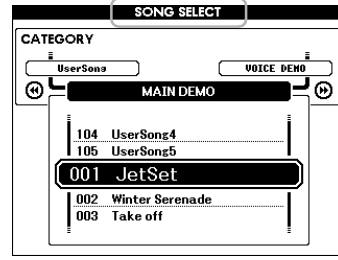 SONG SELECT
CATEGORY
UserSong VOICE DEMO
MAIN DEMO
104 UserSong4
105 UserSong5
001 JetSet
002 Winter Serenade
003 Take off